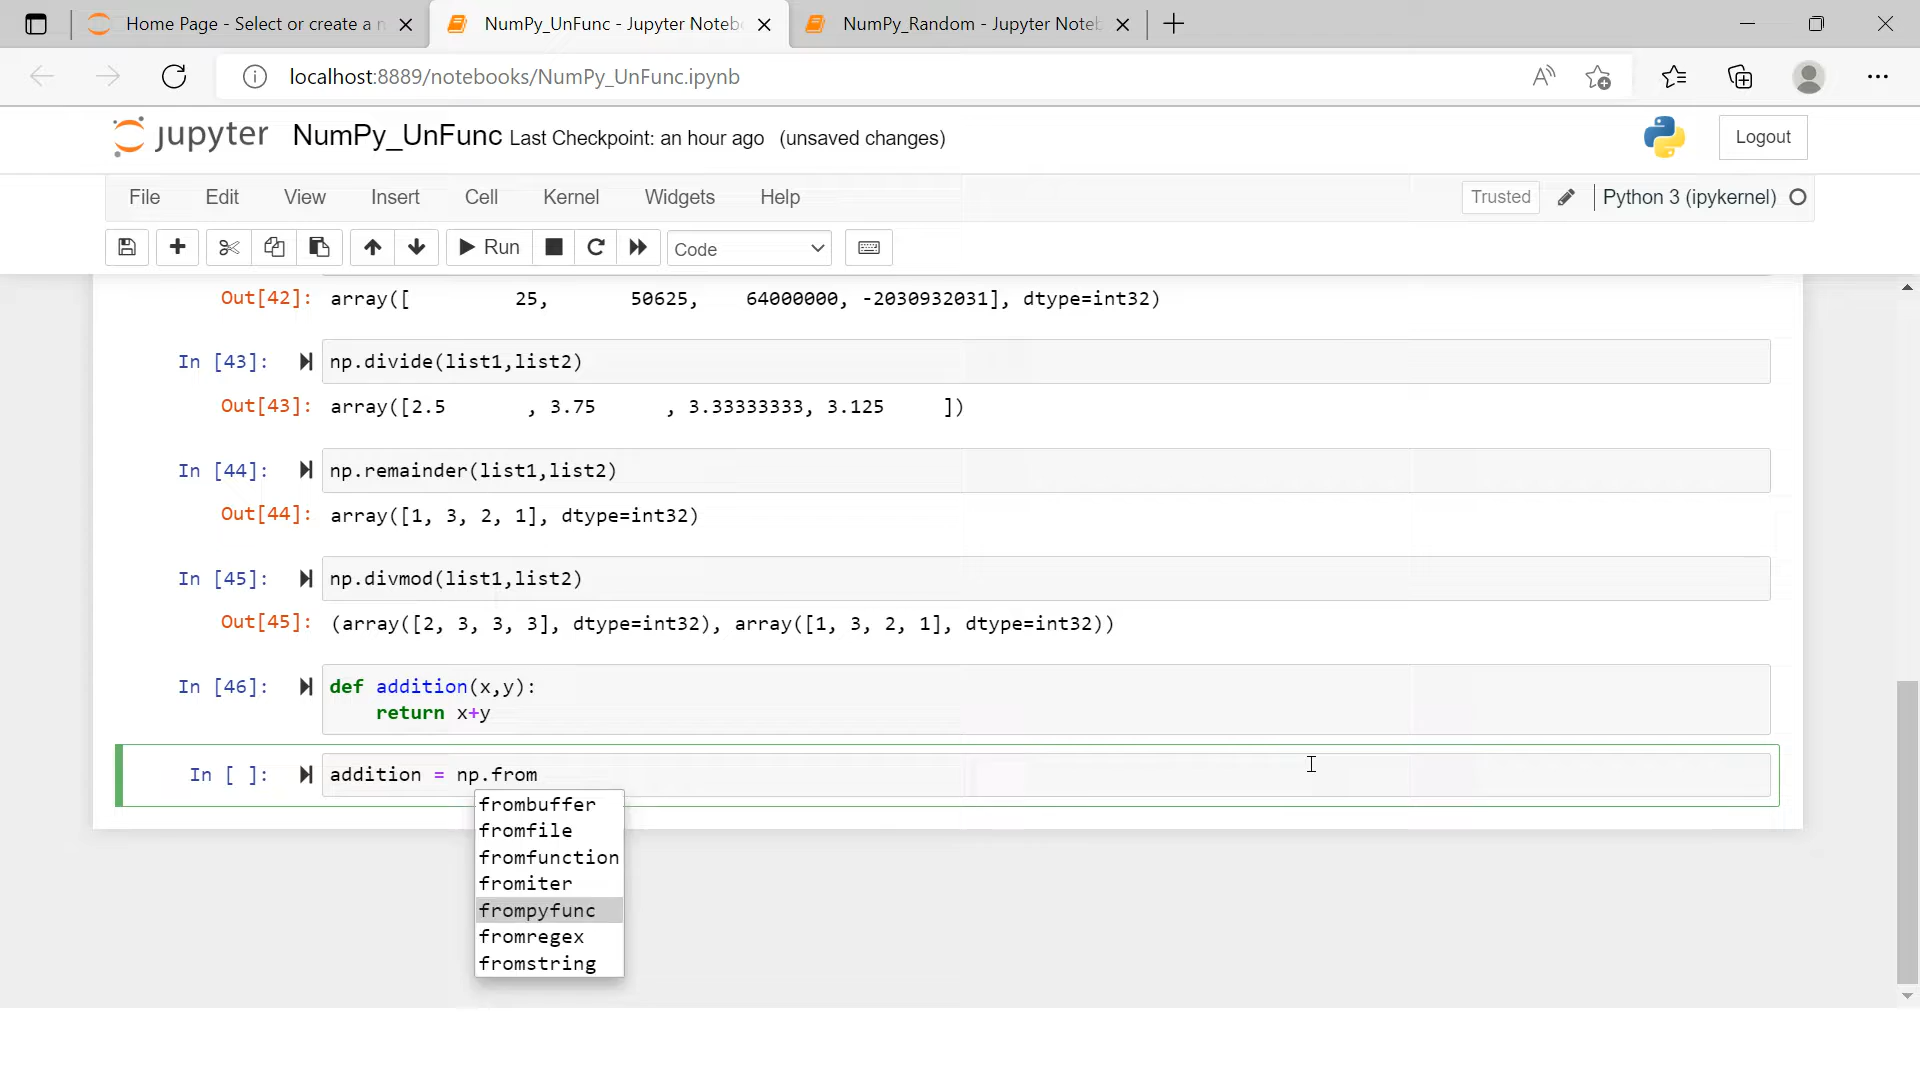 Home Page - Select or create a n
NumPy_UnFunc - Jupyter Noteb
NumPy_Random - Jupyter Noteb
localhost:8889/notebooks/NumPy_UnFunc.ipynb
jupyter NumPy_UnFunc Last Checkpoint: an hour ago (unsaved changes)
Logout
File Edit View Insert Cell Kernel Widgets Help
Trusted Python 3 (ipykernel)
Run Code
Out[42]: array([         25,       50625,    64000000, -2030932031], dtype=int32)
In [43]: np.divide(list1,list2)
Out[43]: array([2.5       , 3.75      , 3.33333333, 3.125     ])
In [44]: np.remainder(list1,list2)
Out[44]: array([1, 3, 2, 1], dtype=int32)
In [45]: np.divmod(list1,list2)
Out[45]: (array([2, 3, 3, 3], dtype=int32), array([1, 3, 2, 1], dtype=int32))
In [46]: def addition(x,y):
return x+y
In [ ]: addition = np.from
frombuffer
fromfile
fromfunction
fromiter
frompyfunc
fromregex
fromstring